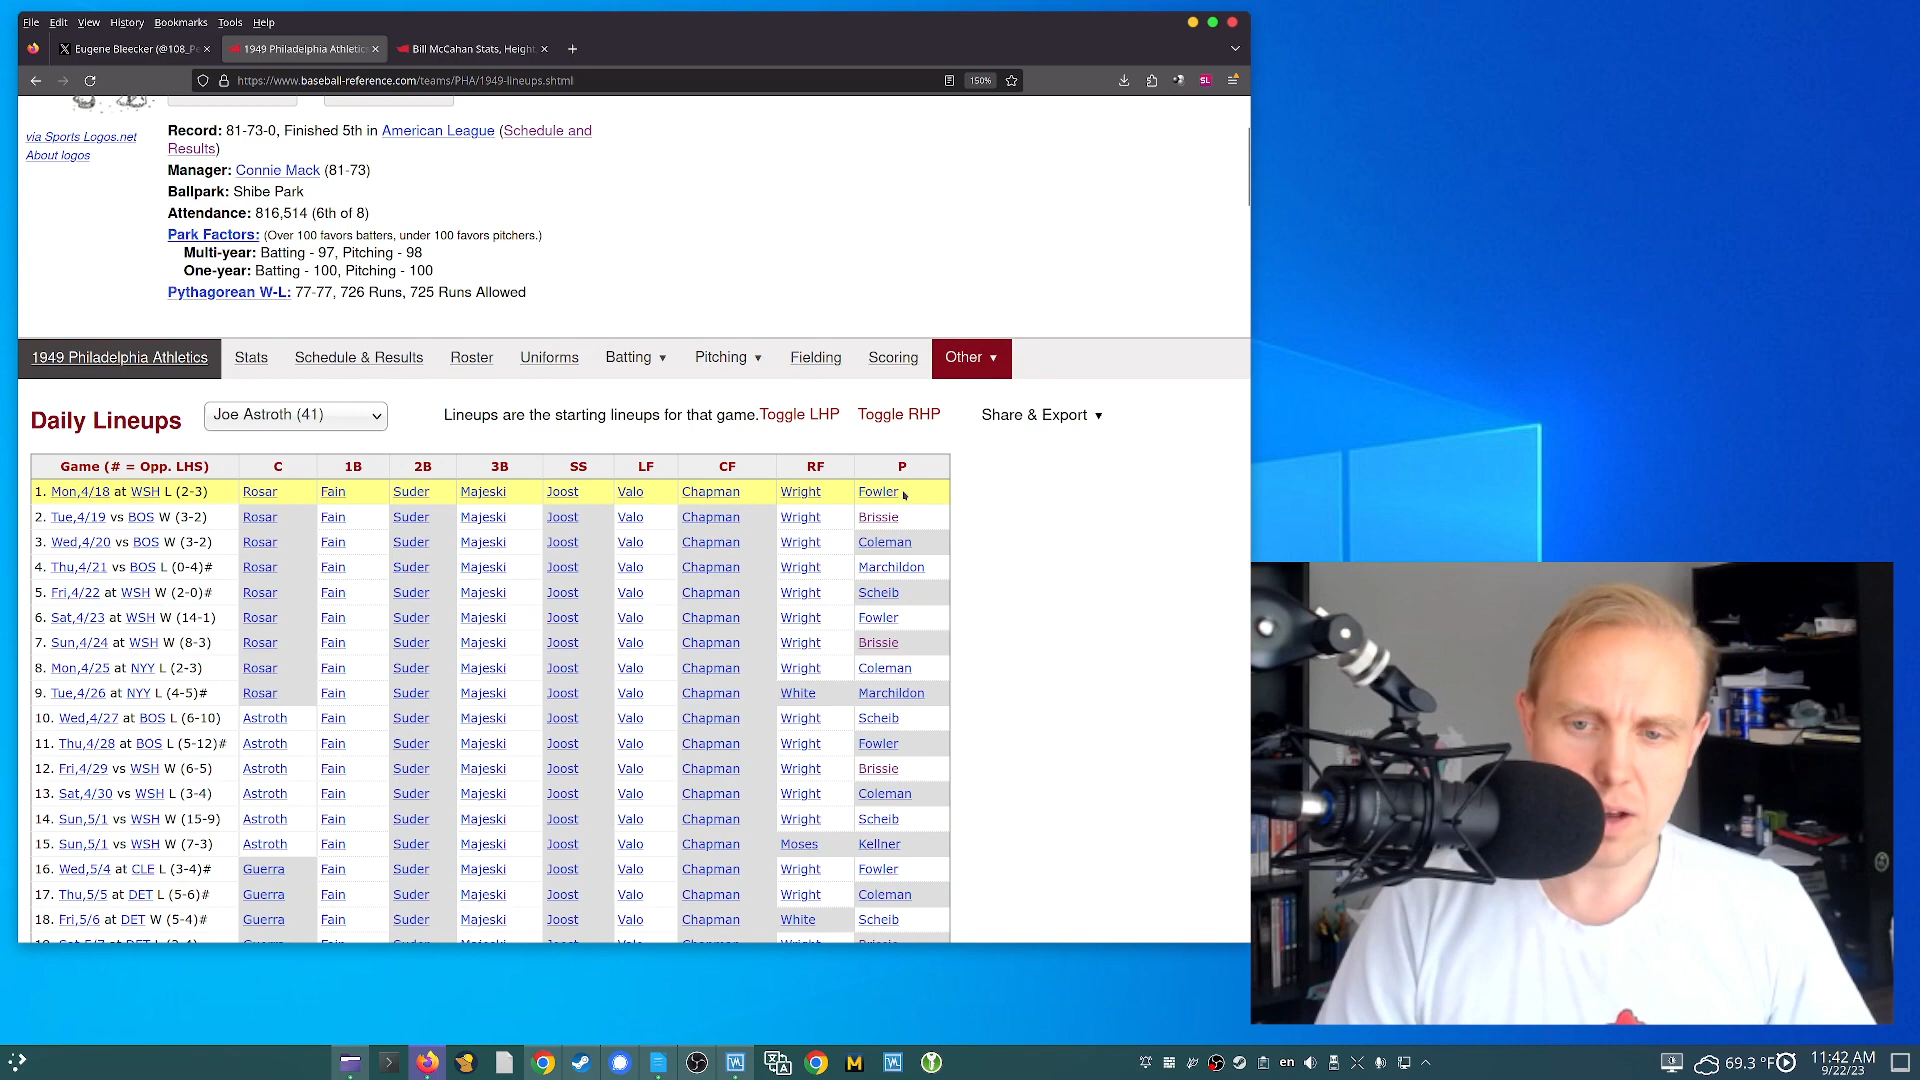 File Edit View History Bookmarks Tools Help
Eugene Bleecker (@108_Pe × 1949 Philadelphia Athletics × Bill McCahan Stats, Height, × +
https://www.baseball-reference.com/teams/PHA/1949-lineups.shtml 150% SL
via Sports Logos.net
About logos
Record: 81-73-0, Finished 5th in American League (Schedule and
Results)
Manager: Connie Mack (81-73)
Ballpark: Shibe Park
Attendance: 816,514 (6th of 8)
Park Factors: (Over 100 favors batters, under 100 favors pitchers.)
Multi-year: Batting - 97, Pitching - 98
One-year: Batting - 100, Pitching - 100
Pythagorean W-L: 77-77, 726 Runs, 725 Runs Allowed
1949 Philadelphia Athletics Stats Schedule & Results Roster Uniforms Batting ▼ Pitching ▼ Fielding Scoring Other ▼
Daily Lineups Joe Astroth (41) Lineups are the starting lineups for that game.Toggle LHP Toggle RHP Share & Export ▼
Game (# = Opp. LHS) C 1B 2B 3B SS LF CF RF P
1. Mon,4/18 at WSH L (2-3) Rosar Fain Suder Majeski Joost Valo Chapman Wright Fowler
2. Tue,4/19 vs BOS W (3-2) Rosar Fain Suder Majeski Joost Valo Chapman Wright Brissie
3. Wed,4/20 vs BOS W (3-2) Rosar Fain Suder Majeski Joost Valo Chapman Wright Coleman
4. Thu,4/21 vs BOS L (0-4)# Rosar Fain Suder Majeski Joost Valo Chapman Wright Marchildon
5. Fri,4/22 at WSH W (2-0)# Rosar Fain Suder Majeski Joost Valo Chapman Wright Scheib
6. Sat,4/23 at WSH W (14-1) Rosar Fain Suder Majeski Joost Valo Chapman Wright Fowler
7. Sun,4/24 at WSH W (8-3) Rosar Fain Suder Majeski Joost Valo Chapman Wright Brissie
8. Mon,4/25 at NYY L (2-3) Rosar Fain Suder Majeski Joost Valo Chapman Wright Coleman
9. Tue,4/26 at NYY L (4-5)# Rosar Fain Suder Majeski Joost Valo Chapman White Marchildon
10. Wed,4/27 at BOS L (6-10) Astroth Fain Suder Majeski Joost Valo Chapman Wright Scheib
11. Thu,4/28 at BOS L (5-12)# Astroth Fain Suder Majeski Joost Valo Chapman Wright Fowler
12. Fri,4/29 vs WSH W (6-5) Astroth Fain Suder Majeski Joost Valo Chapman Wright Brissie
13. Sat,4/30 vs WSH L (3-4) Astroth Fain Suder Majeski Joost Valo Chapman Wright Coleman
14. Sun,5/1 vs WSH W (15-9) Astroth Fain Suder Majeski Joost Valo Chapman Wright Scheib
15. Sun,5/1 vs WSH W (7-3) Astroth Fain Suder Majeski Joost Valo Chapman Moses Kellner
16. Wed,5/4 at CLE L (3-4)# Guerra Fain Suder Majeski Joost Valo Chapman Wright Fowler
17. Thu,5/5 at DET L (5-6)# Guerra Fain Suder Majeski Joost Valo Chapman Wright Coleman
18. Fri,5/6 at DET W (5-4)# Guerra Fain Suder Majeski Joost Valo Chapman White Scheib
en 69.3 °F 11:42 AM
9/22/23